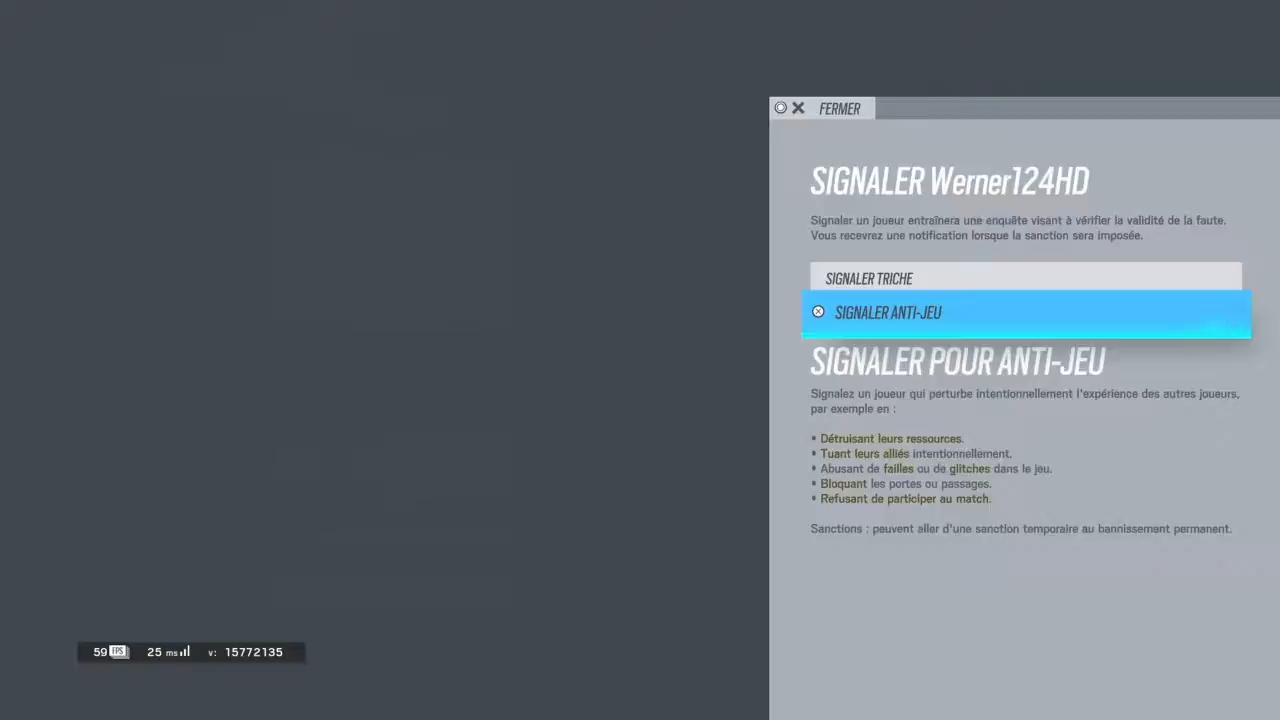 FERMER
SIGNALER Werner124HD
Signaler un joueur entraînera une enquête visant à vérifier la validité de la faute.
Vous recevrez une notification lorsque la sanction sera imposée.
SIGNALER TRICHE
SIGNALER ANTI-JEU
SIGNALER POUR ANTI-JEU
Signalez un joueur qui perturbe intentionnellement l'expérience des autres joueurs,
par exemple en :
• Détruisant leurs ressources.
• Tuant leurs alliés intentionnellement.
• Abusant de failles ou de glitches dans le jeu.
• Bloquant les portes ou passages.
• Refusant de participer au match.
Sanctions : peuvent aller d'une sanction temporaire au bannissement permanent.
59 FPS 25 ms v: 15772135